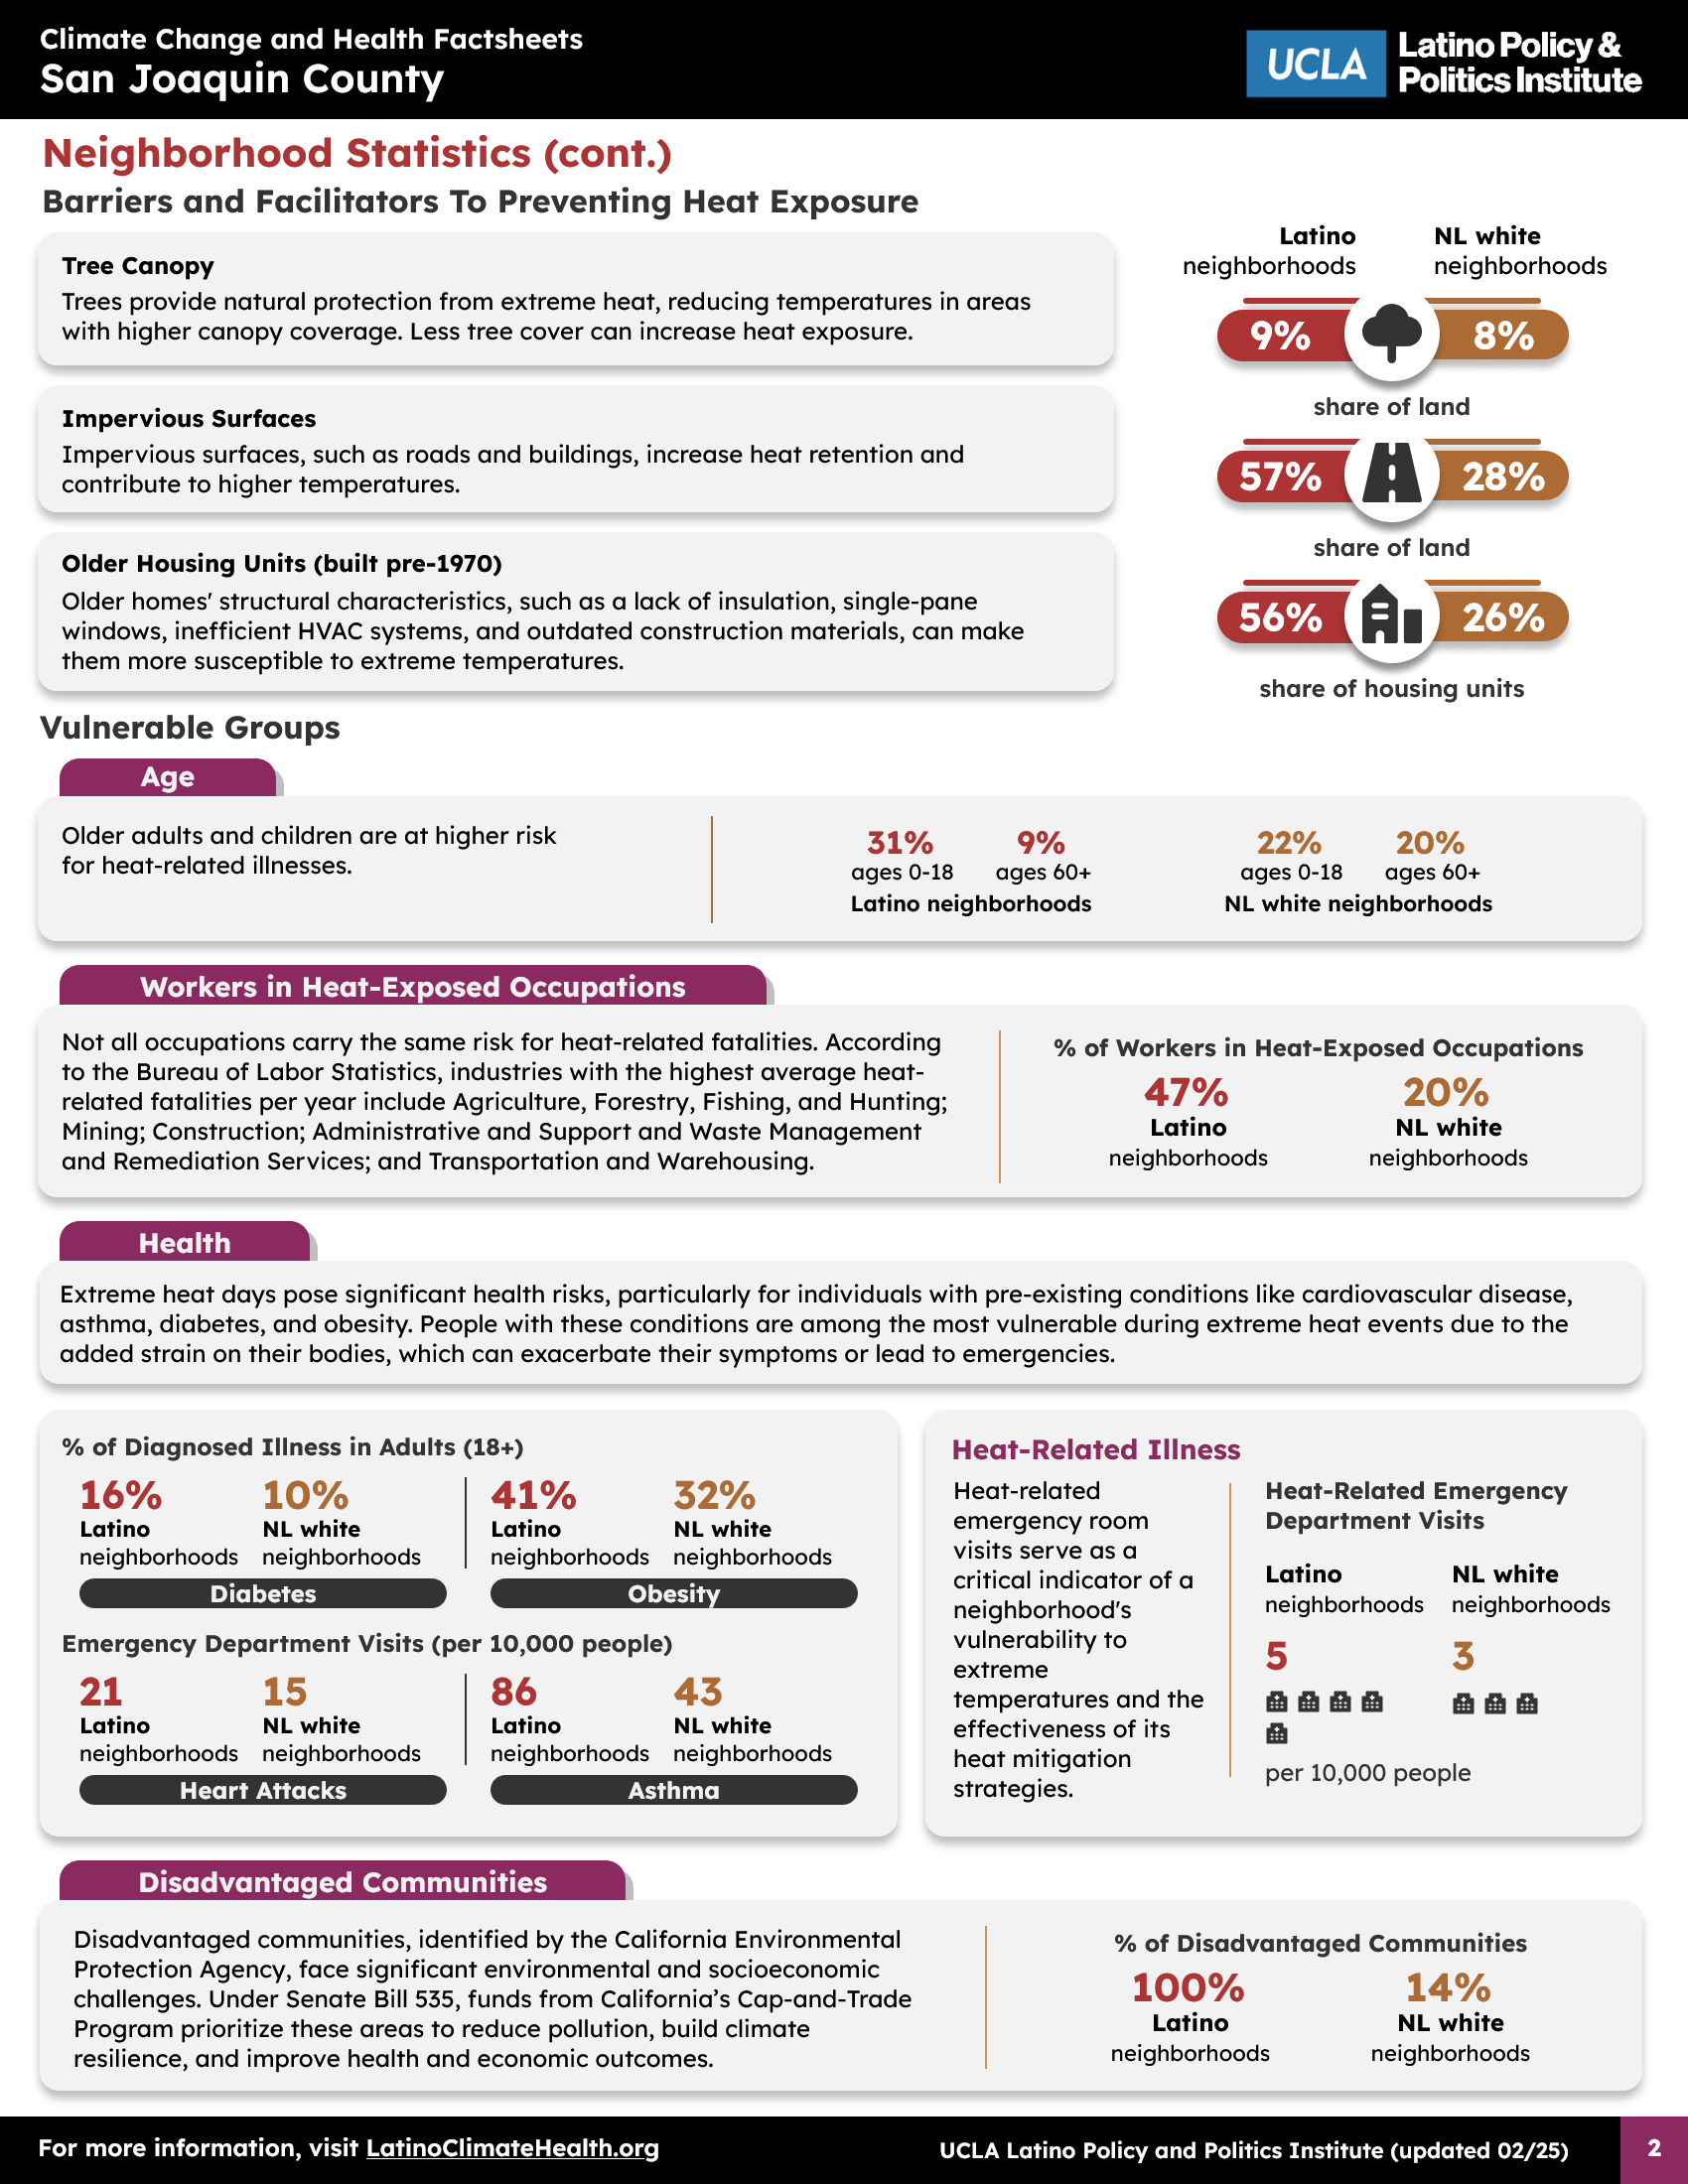 Climate Change and Health Factsheets
San Joaquin County
UCLA
Latino Policy &
Politics Institute
Neighborhood Statistics (cont.)
Barriers and Facilitators To Preventing Heat Exposure
Tree Canopy
Trees provide natural protection from extreme heat, reducing temperatures in areas
with higher canopy coverage. Less tree cover can increase heat exposure.
Impervious Surfaces
Impervious surfaces, such as roads and buildings, increase heat retention and
contribute to higher temperatures.
Older Housing Units (built pre-1970)
Older homes' structural characteristics, such as a lack of insulation, single-pane
windows, inefficient HVAC systems, and outdated construction materials, can make
them more susceptible to extreme temperatures.
Latino NL white
neighborhoods neighborhoods
9% 8%
share of land
57% 28%
share of land
56% 26%
share of housing units
Vulnerable Groups
Age
Older adults and children are at higher risk
for heat-related illnesses.
31% 9% 22% 20%
ages 0-18 ages 60+ ages 0-18 ages 60+
Latino neighborhoods NL white neighborhoods
Workers in Heat-Exposed Occupations
Not all occupations carry the same risk for heat-related fatalities. According
to the Bureau of Labor Statistics, industries with the highest average heat-
related fatalities per year include Agriculture, Forestry, Fishing, and Hunting;
Mining; Construction; Administrative and Support and Waste Management
and Remediation Services; and Transportation and Warehousing.
% of Workers in Heat-Exposed Occupations
47% 20%
Latino NL white
neighborhoods neighborhoods
Health
Extreme heat days pose significant health risks, particularly for individuals with pre-existing conditions like cardiovascular disease,
asthma, diabetes, and obesity. People with these conditions are among the most vulnerable during extreme heat events due to the
added strain on their bodies, which can exacerbate their symptoms or lead to emergencies.
% of Diagnosed Illness in Adults (18+)
16% 10% 41% 32%
Latino NL white Latino NL white
neighborhoods neighborhoods neighborhoods neighborhoods
Diabetes Obesity
Emergency Department Visits (per 10,000 people)
21 15 86 43
Latino NL white Latino NL white
neighborhoods neighborhoods neighborhoods neighborhoods
Heart Attacks Asthma
Heat-Related Illness
Heat-related
emergency room
visits serve as a
critical indicator of a
neighborhood's
vulnerability to
extreme
temperatures and the
effectiveness of its
heat mitigation
strategies.
Heat-Related Emergency
Department Visits
Latino NL white
neighborhoods neighborhoods
5 3
per 10,000 people
Disadvantaged Communities
Disadvantaged communities, identified by the California Environmental
Protection Agency, face significant environmental and socioeconomic
challenges. Under Senate Bill 535, funds from California’s Cap-and-Trade
Program prioritize these areas to reduce pollution, build climate
resilience, and improve health and economic outcomes.
% of Disadvantaged Communities
100% 14%
Latino NL white
neighborhoods neighborhoods
For more information, visit LatinoClimateHealth.org
UCLA Latino Policy and Politics Institute (updated 02/25)
2